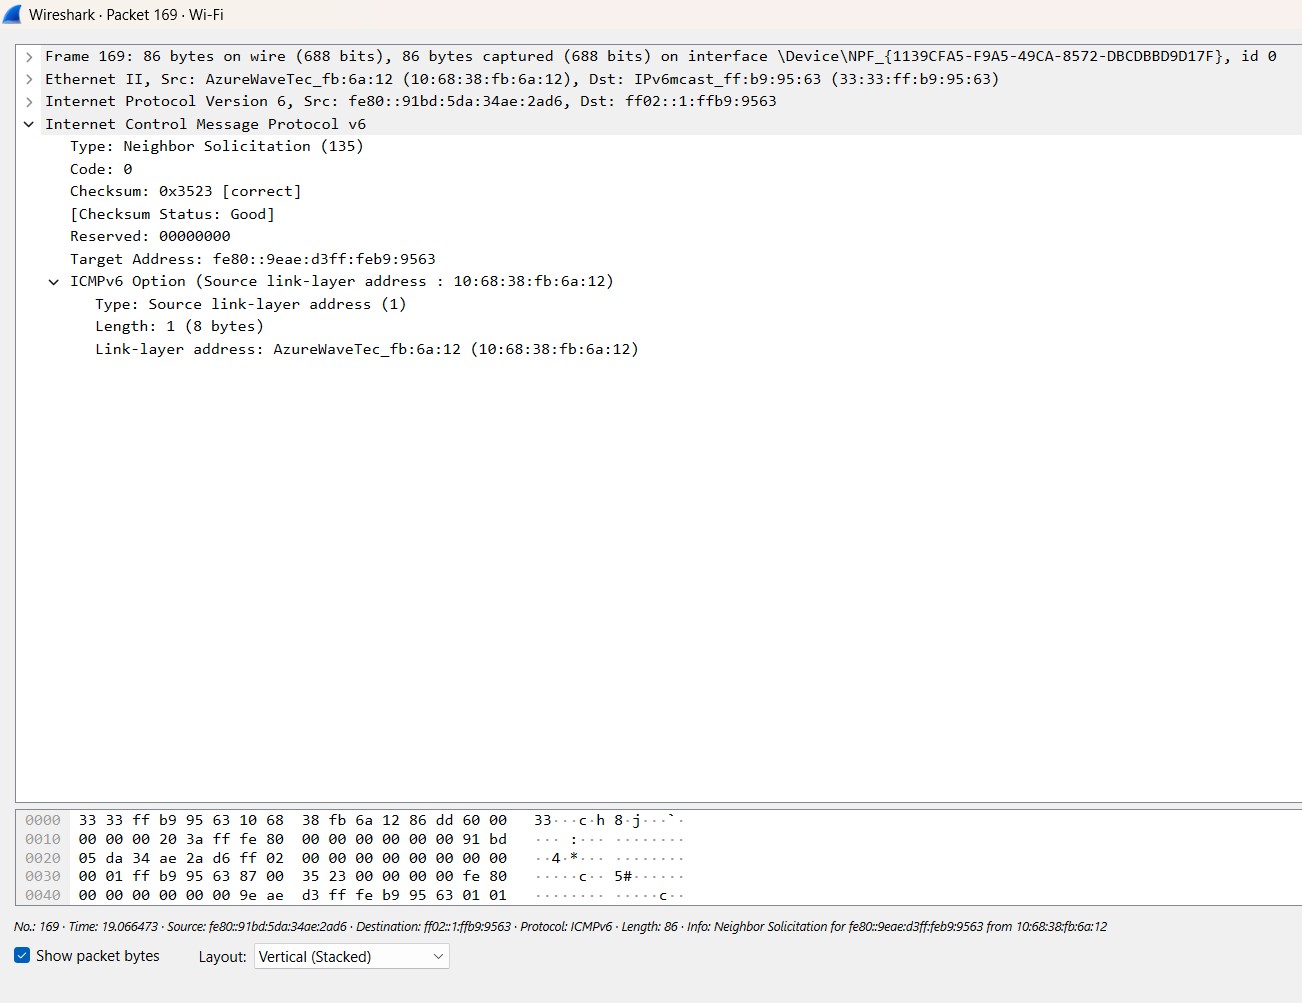 Wireshark · Packet 169 · Wi-Fi
Frame 169: 86 bytes on wire (688 bits), 86 bytes captured (688 bits) on interface \Device\NPF_{1139CFA5-F9A5-49CA-8572-DBCDBBD9D17F}, id 0
Ethernet II, Src: AzureWaveTec_fb:6a:12 (10:68:38:fb:6a:12), Dst: IPv6mcast_ff:b9:95:63 (33:33:ff:b9:95:63)
Internet Protocol Version 6, Src: fe80::91bd:5da:34ae:2ad6, Dst: ff02::1:ffb9:9563
Internet Control Message Protocol v6
Type: Neighbor Solicitation (135)
Code: 0
Checksum: 0x3523 [correct]
[Checksum Status: Good]
Reserved: 00000000
Target Address: fe80::9eae:d3ff:feb9:9563
ICMPv6 Option (Source link-layer address : 10:68:38:fb:6a:12)
Type: Source link-layer address (1)
Length: 1 (8 bytes)
Link-layer address: AzureWaveTec_fb:6a:12 (10:68:38:fb:6a:12)
0000 33 33 ff b9 95 63 10 68 38 fb 6a 12 86 dd 60 00 33···c·h 8·j···`·
0010 00 00 00 20 3a ff fe 80 00 00 00 00 00 00 91 bd ··· :··· ········
0020 05 da 34 ae 2a d6 ff 02 00 00 00 00 00 00 00 00 ··4·*··· ········
0030 00 01 ff b9 95 63 87 00 35 23 00 00 00 00 fe 80 ·····c·· 5#······
0040 00 00 00 00 00 00 9e ae d3 ff fe b9 95 63 01 01 ········ ·····c··
No.: 169 · Time: 19.066473 · Source: fe80::91bd:5da:34ae:2ad6 · Destination: ff02::1:ffb9:9563 · Protocol: ICMPv6 · Length: 86 · Info: Neighbor Solicitation for fe80::9eae:d3ff:feb9:9563 from 10:68:38:fb:6a:12
Show packet bytes Layout: Vertical (Stacked)